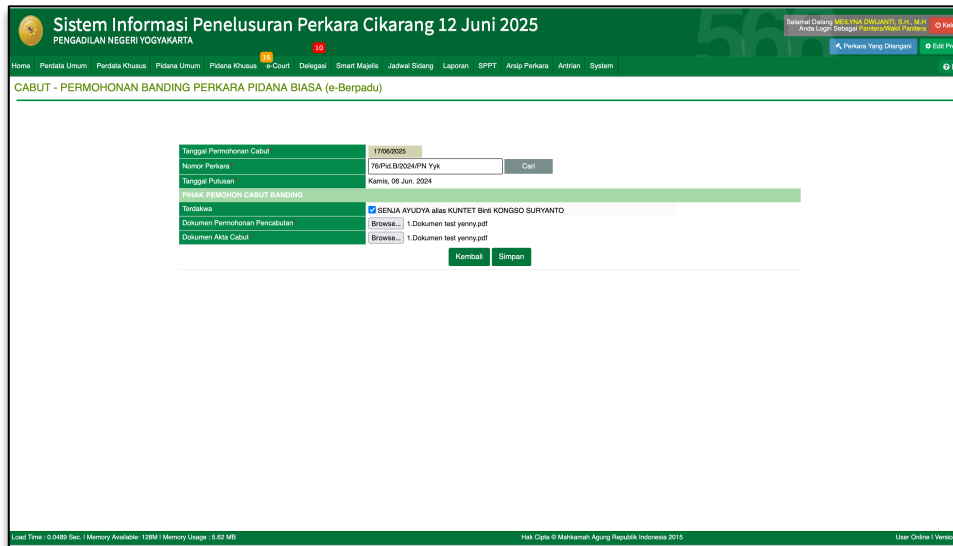 Sistem Informasi Penelusuran Perkara Cikarang 12 Juni 2025
PENGADILAN NEGERI YOGYAKARTA
Selamat Datang MEILYNA DWIJANTI, S.H., M.H
Anda Login Sebagai Panitera/Wakil Panitera
Perkara Yang Ditangani
10
16
Home Perdata Umum Perdata Khusus Pidana Umum Pidana Khusus e-Court Delegasi Smart Majelis Jadwal Sidang Laporan SPPT Arsip Perkara Antrian System
CABUT - PERMOHONAN BANDING PERKARA PIDANA BIASA (e-Berpadu)
Tanggal Permohonan Cabut 17/06/2025
Nomor Perkara 76/Pid.B/2024/PN Yyk Cari
Tanggal Putusan Kamis, 06 Jun. 2024
PIHAK PEMOHON CABUT BANDING
Terdakwa SENJA AYUDYA alias KUNTET Binti KONGSO SURYANTO
Dokumen Permohonan Pencabutan Browse... 1.Dokumen test yenny.pdf
Dokumen Akta Cabut Browse... 1.Dokumen test yenny.pdf
Kembali Simpan
Load Time : 0.0489 Sec. | Memory Available: 128M | Memory Usage : 5.62 MB Hak Cipta © Mahkamah Agung Republik Indonesia 2015 User Online |